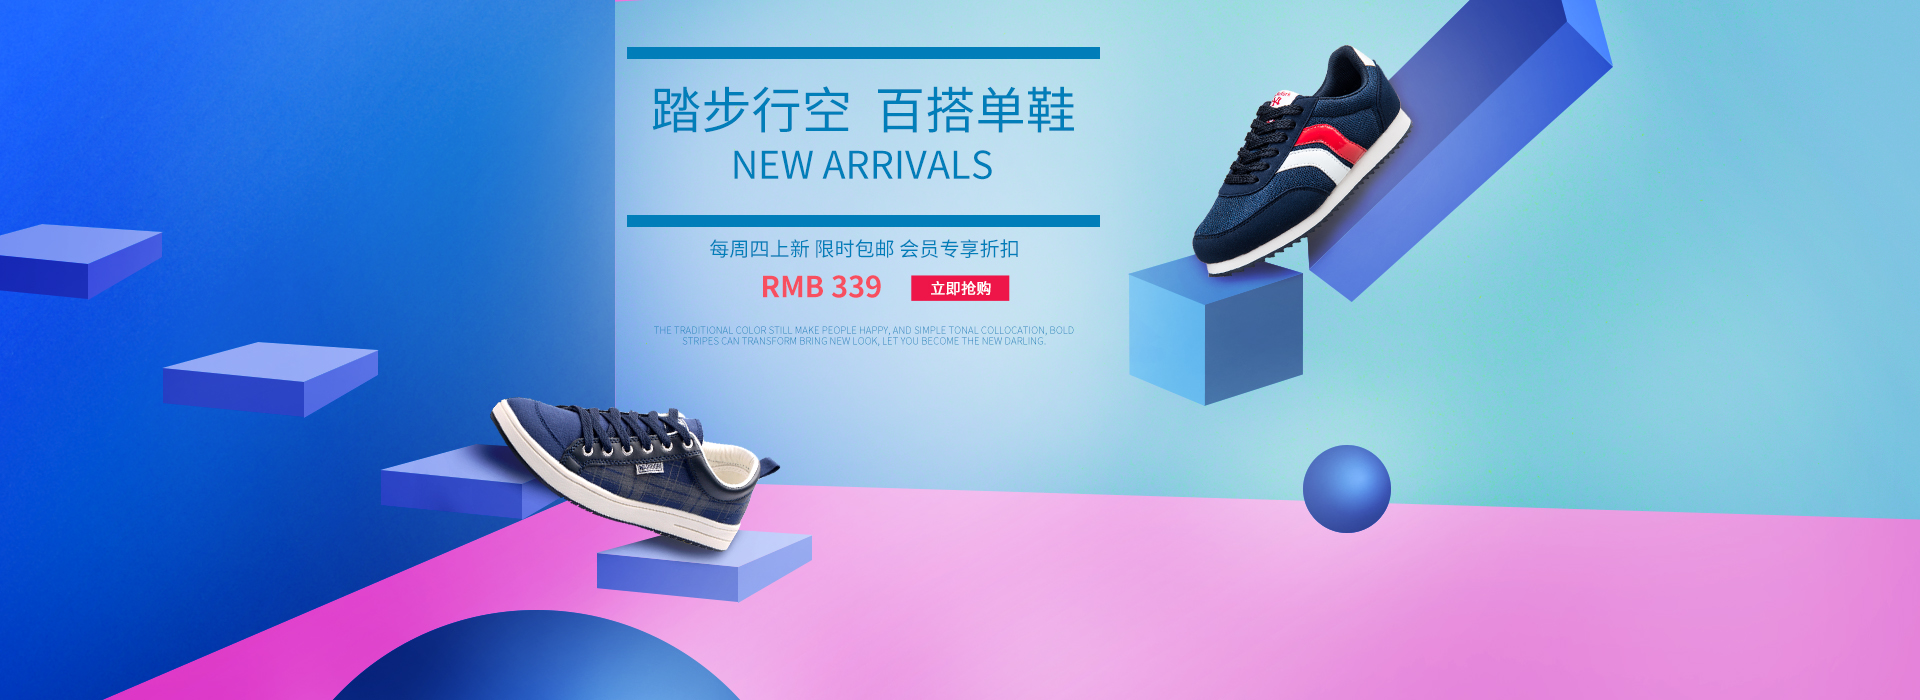 踏步行空 百搭单鞋
NEW ARRIVALS
每周四上新 限时包邮 会员专享折扣
RMB 339 立即抢购
THE TRADITIONAL COLOR STILL MAKE PEOPLE HAPPY, AND SIMPLE TONAL COLLOCATION, BOLD
STRIPES CAN TRANSFORM BRING NEW LOOK, LET YOU BECOME THE NEW DARLING.